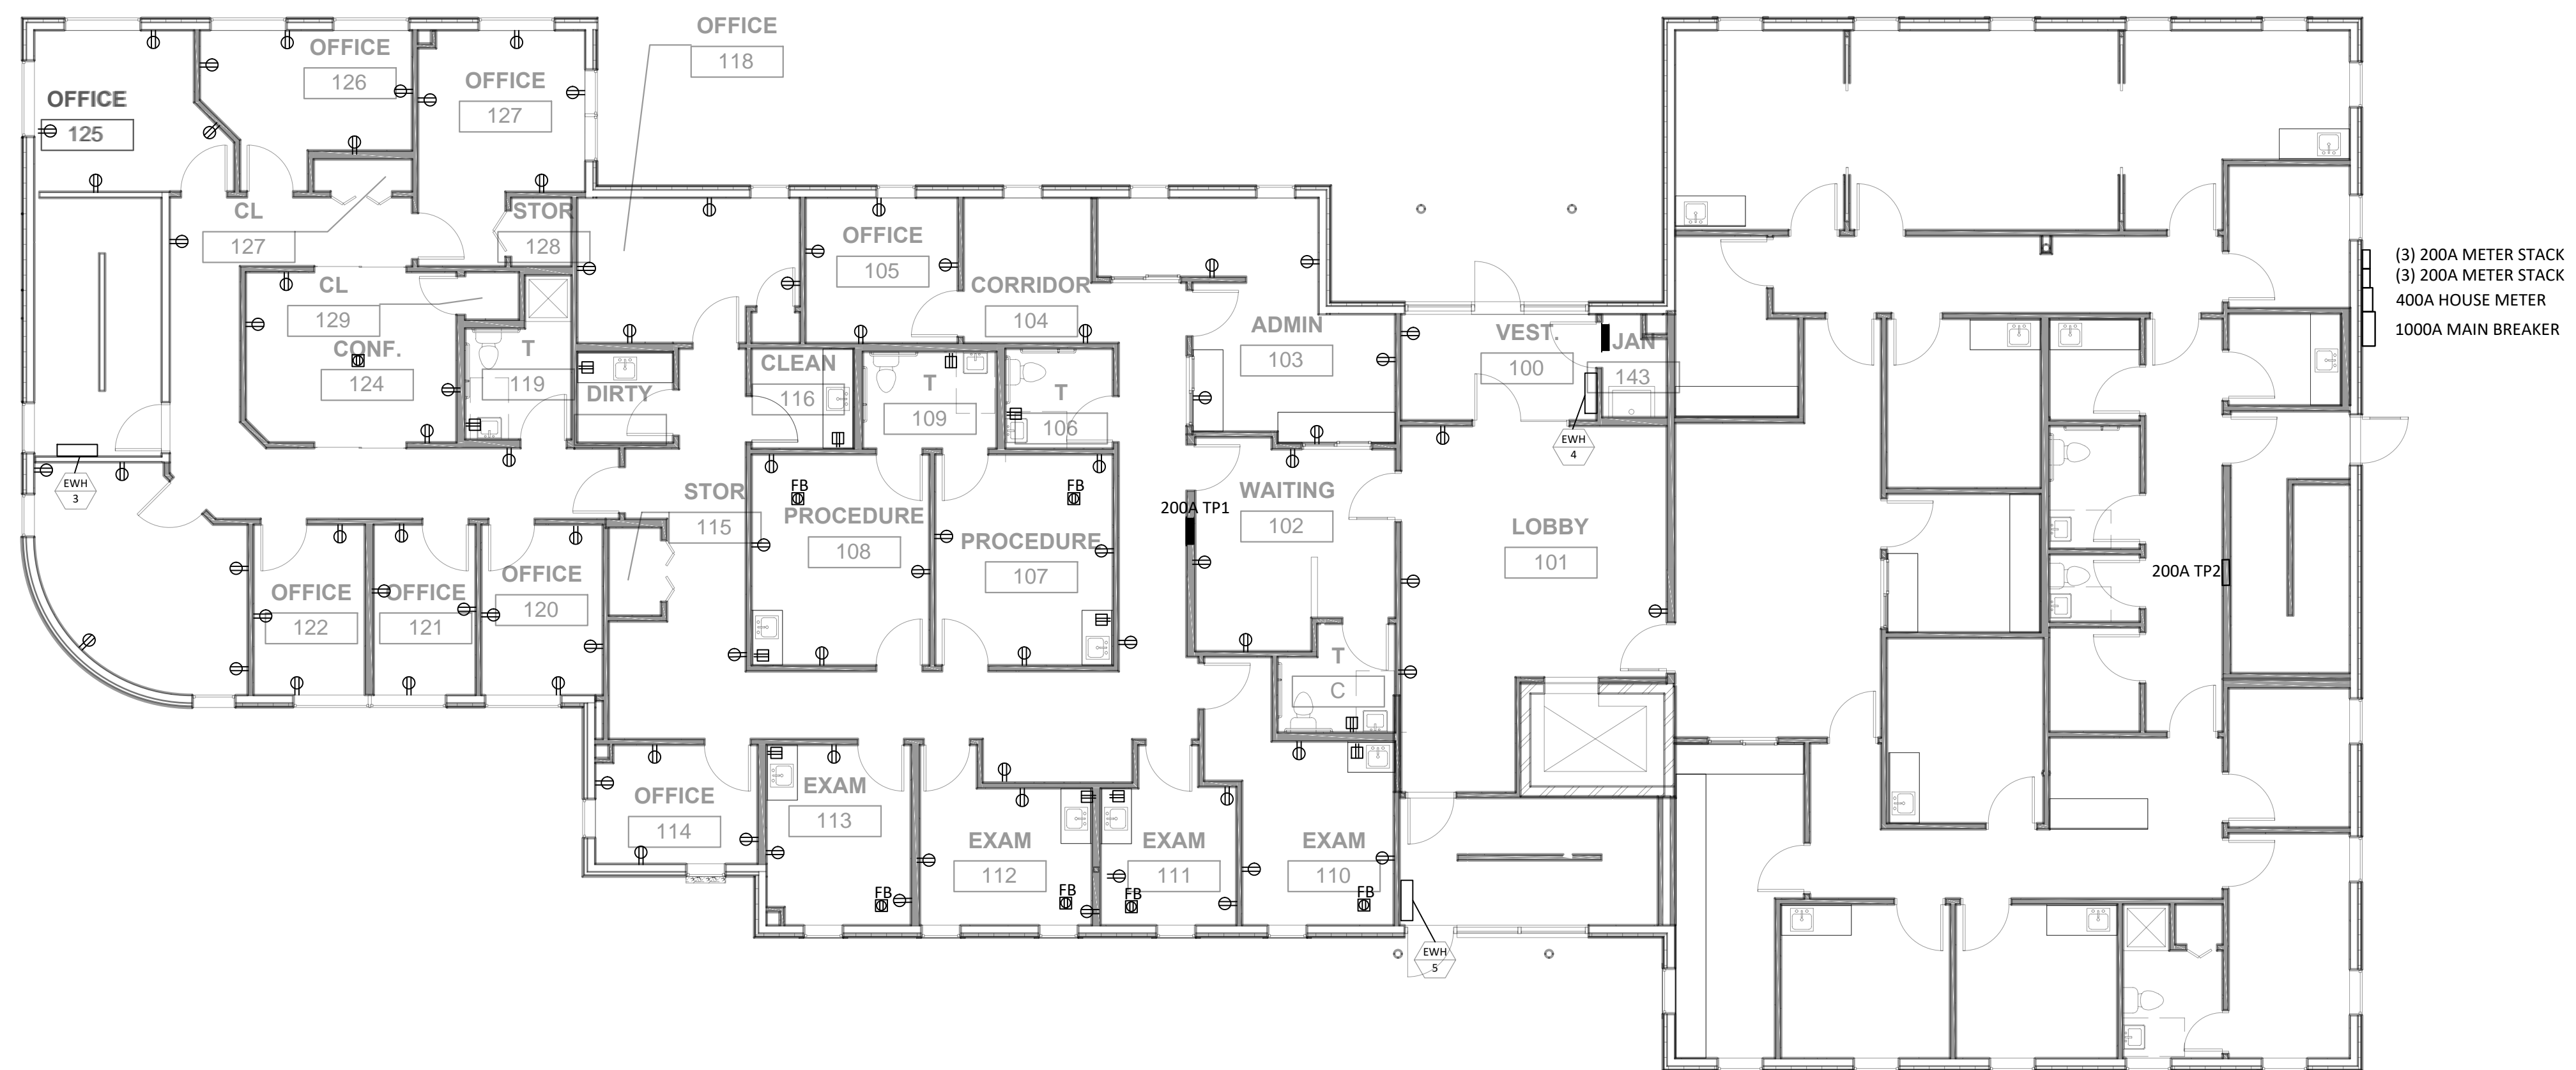 OFFICE
118
OFFICE
126
OFFICE
127
OFFICE
125
CL
127
STOR
128
OFFICE
105
CORRIDOR
104
CL
129
CONF.
124
T
119
DIRTY
CLEAN
116
T
109
T
106
ADMIN
103
VEST.
100
JAN
143
(3) 200A METER STACK
(3) 200A METER STACK
400A HOUSE METER
1000A MAIN BREAKER
EWH
3
EWH
4
STOR
115
FB
PROCEDURE
108
FB
PROCEDURE
107
200A TP1
WAITING
102
LOBBY
101
200A TP2
OFFICE
122
OFFICE
121
OFFICE
120
T
C
OFFICE
114
EXAM
113
FB
EXAM
112
FB
EXAM
111
FB
EXAM
110
FB
EWH
5